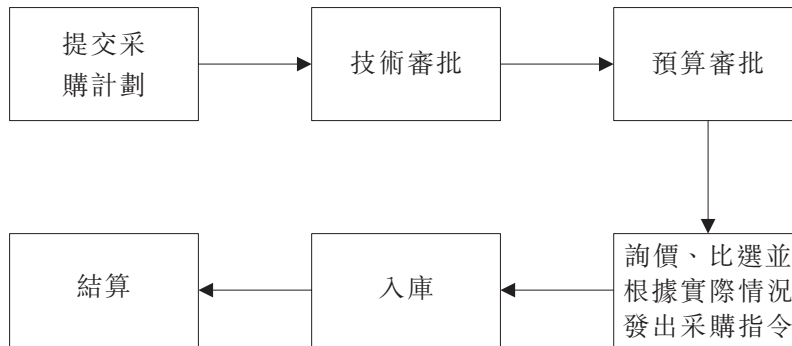 提交采
購計劃
技術審批
預算審批
詢價、比選並
根據實際情況
發出采購指令
入庫
結算